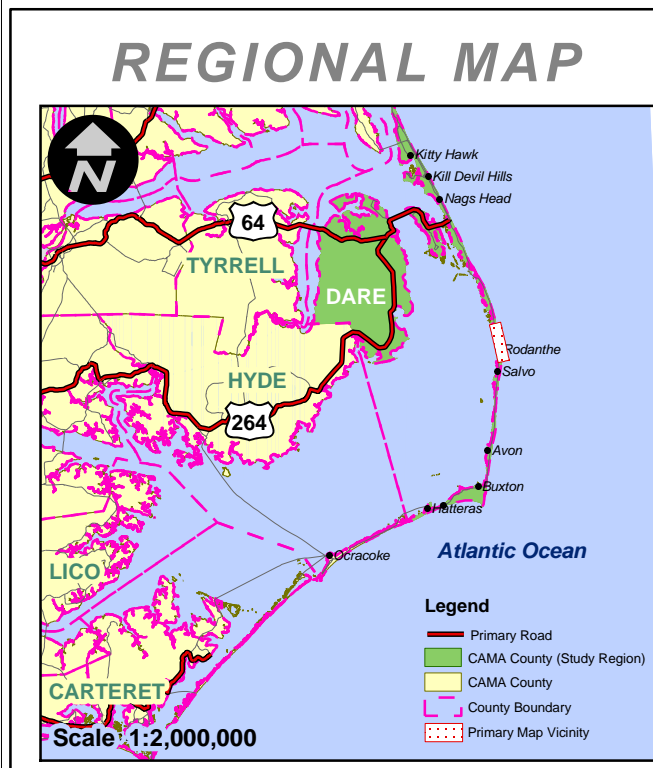 REGIONAL MAP
N
Kitty Hawk
Kill Devil Hills
Nags Head
64
TYRRELL
DARE
Rodanthe
Salvo
HYDE
264
Avon
Buxton
Hatteras
Ocracoke
Atlantic Ocean
LICO
CARTERET
Legend
Primary Road
CAMA County (Study Region)
CAMA County
County Boundary
Primary Map Vicinity
Scale 1:2,000,000